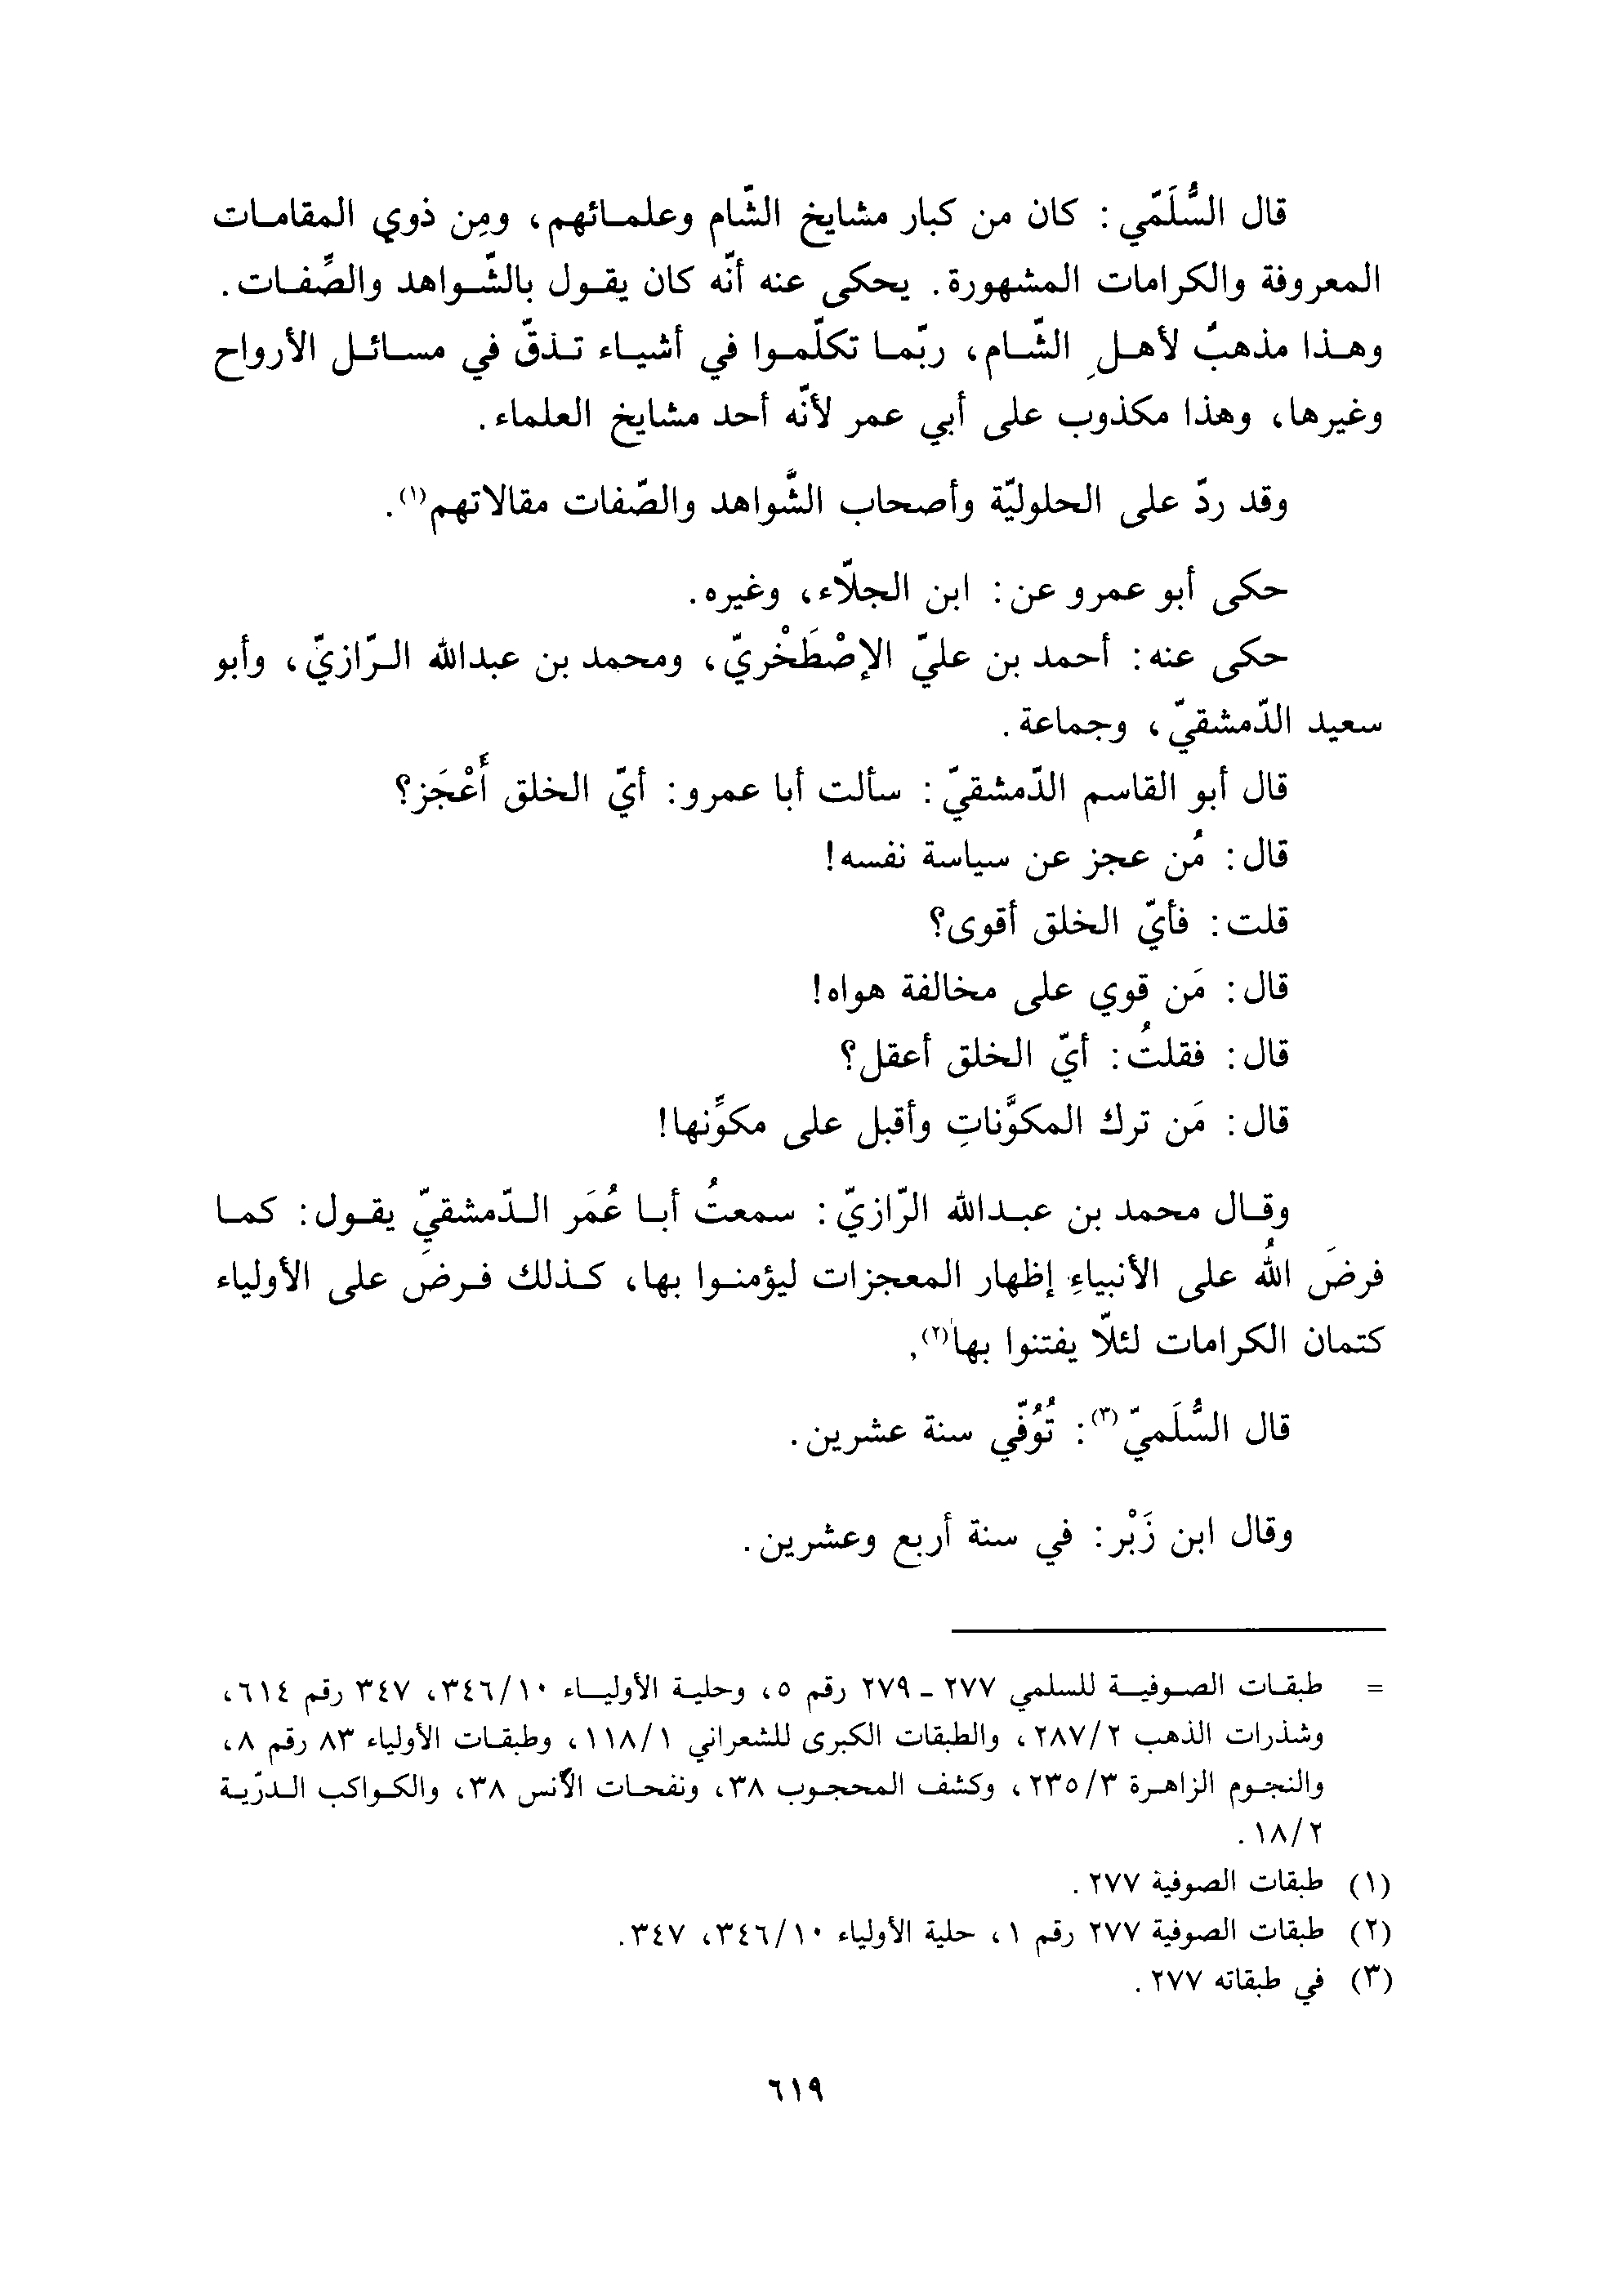 قال السُّلَمّي: كان من كبار مشايخ الشّام وعلمائهم، ومِن ذوي المقامات
المعروفة والكرامات المشهورة. يحكى عنه أنّه كان يقول بالشّواهد والصِّفات.
وهذا مذهبٌ لأهلِ الشّام، ربّما تكلّموا في أشياء تذقّ في مسائل الأرواح
وغيرها، وهذا مكذوب على أبي عمر لأنّه أحد مشايخ العلماء.
وقد ردّ على الحلوليّة وأصحاب الشّواهد والصّفات مقالاتهم(١).
حكى أبو عمرو عن: ابن الجلّاء، وغيره.
حكى عنه: أحمد بن عليّ الإصْطَخْريّ، ومحمد بن عبدالله الرّازيّ، وأبو
سعيد الدّمشقيّ، وجماعة.
قال أبو القاسم الدّمشقيّ: سألت أبا عمرو: أيّ الخلق أَعْجَز؟
قال: مُن عجز عن سياسة نفسه!
قلت: فأيّ الخلق أقوى؟
قال: مَن قوي على مخالفة هواه!
قال: فقلتُ: أيّ الخلق أعقل؟
قال: مَن ترك المكوَّناتِ وأقبل على مكوِّنها!
وقال محمد بن عبدالله الرّازيّ: سمعتُ أبا عُمَر الدّمشقيّ يقول: كما
فرضَ اللهُ على الأنبياءِ إظهار المعجزات ليؤمنوا بها، كذلك فرضَ على الأولياء
كتمان الكرامات لئلّا يفتنوا بها(٢).
قال السُّلَميّ(٣): تُوُفّي سنة عشرين.
وقال ابن زَبْر: في سنة أربع وعشرين.
= طبقات الصوفية للسلمي ٢٧٧ - ٢٧٩ رقم ٥، وحلية الأولياء ٣٤٦/١٠، ٣٤٧ رقم ٦١٤،
وشذرات الذهب ٢٨٧/٢، والطبقات الكبرى للشعراني ١١٨/١، وطبقات الأولياء ٨٣ رقم ٨،
والنجوم الزاهرة ٢٣٥/٣، وكشف المحجوب ٣٨، ونفحات الأنس ٣٨، والكواكب الدرّية
١٨/٢.
(١) طبقات الصوفية ٢٧٧.
(٢) طبقات الصوفية ٢٧٧ رقم ١، حلية الأولياء ٣٤٦/١٠، ٣٤٧.
(٣) في طبقاته ٢٧٧.
٦١٩